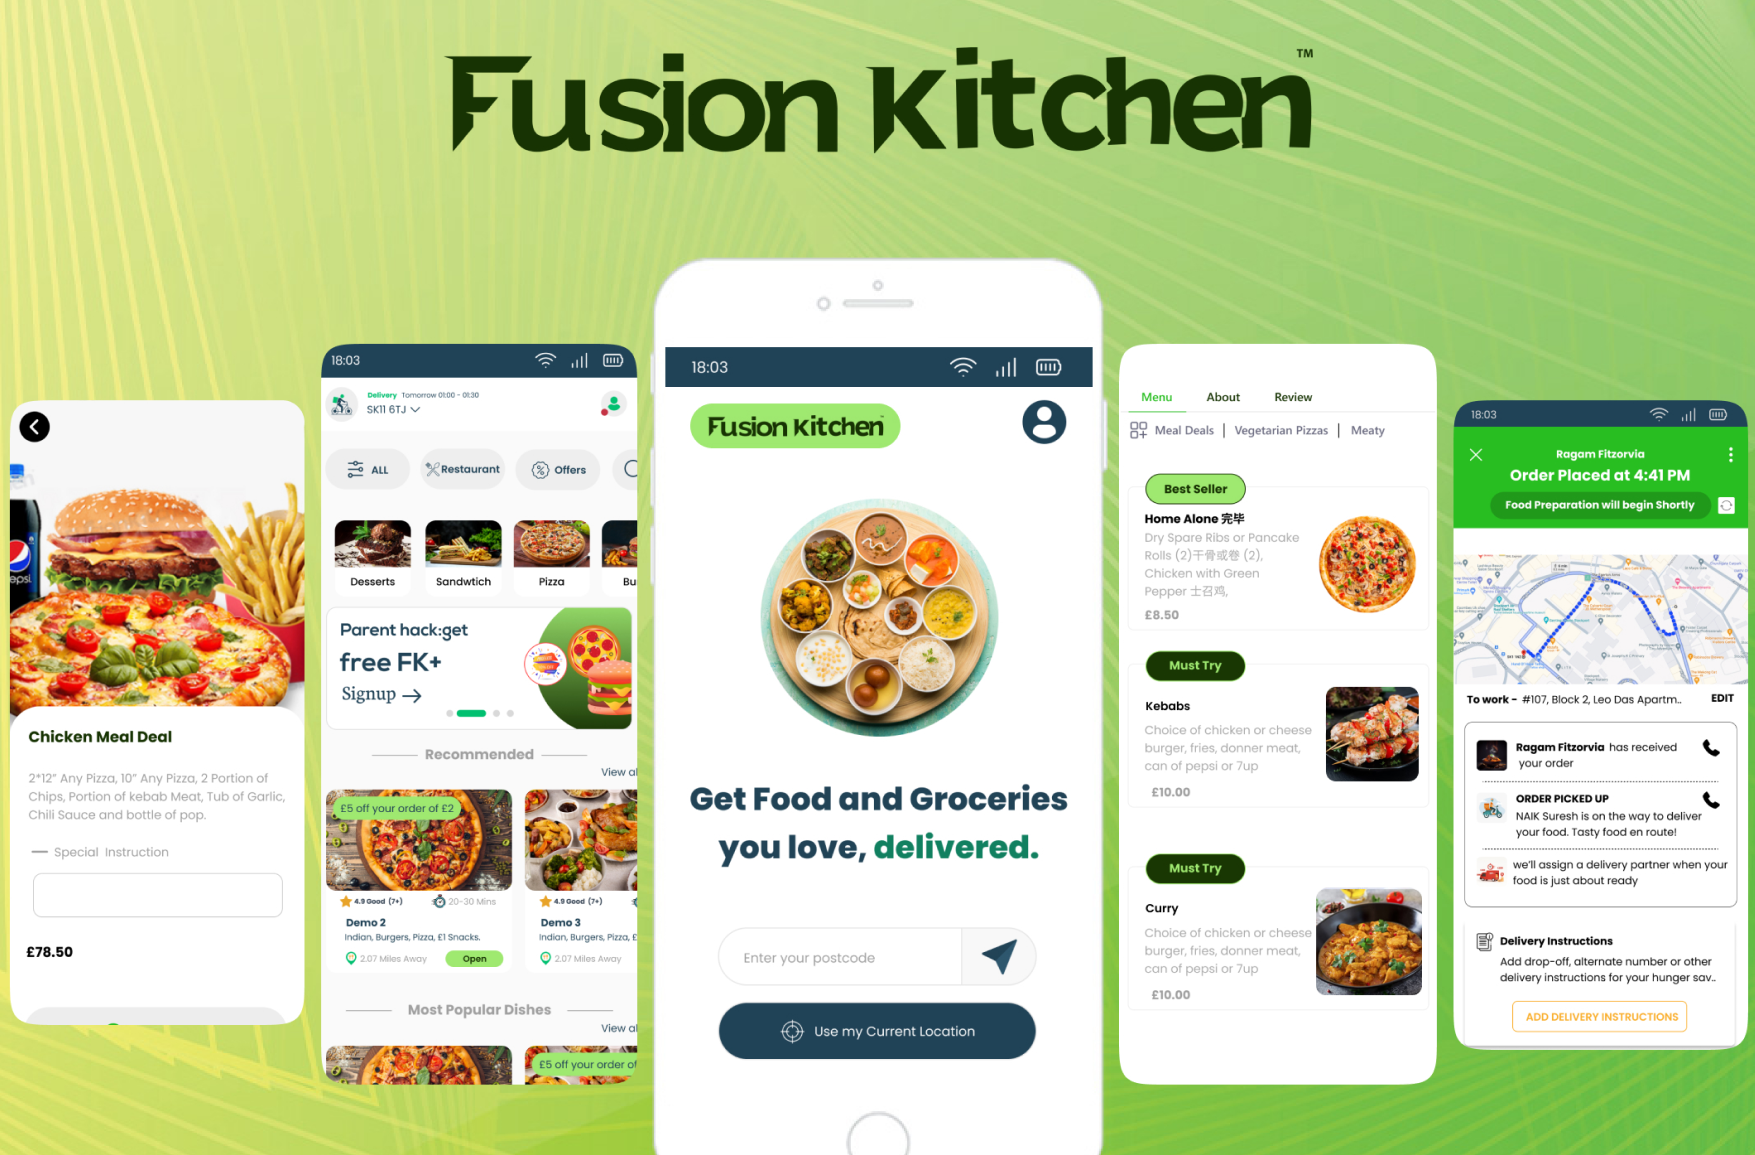 Fusion Kitchen
TM
pepsi
Chicken Meal Deal
2*12" Any Pizza, 10" Any Pizza, 2 Portion of
Chips, Portion of kebab Meat, Tub of Garlic,
Chili Sauce and bottle of pop.
Special Instruction
£78.50
18:03
Delivery Tomorrow 01:00 - 01:30
SK11 6TJ
ALL
Restaurant
Offers
Desserts
Sandwtich
Pizza
Bu
Parent hack:get
free FK+
Signup →
Recommended
View al
£5 off your order of £2
4.9 Good (7+)
20-30 Mins
4.9 Good (7+)
Demo 2
Indian, Burgers, Pizza, £1 Snacks.
2.07 Miles Away
Open
Demo 3
Indian, Burgers, Pizza, £
2.07 Miles Away
Most Popular Dishes
View al
£5 off your order of
18:03
Fusion Kitchen
Get Food and Groceries
you love, delivered.
Enter your postcode
Use my Current Location
Menu About Review
Meal Deals | Vegetarian Pizzas | Meaty
Best Seller
Home Alone 完毕
Dry Spare Ribs or Pancake
Rolls (2)干骨或卷 (2),
Chicken with Green
Pepper 士召鸡,
£8.50
Must Try
Kebabs
Choice of chicken or cheese
burger, fries, donner meat,
can of pepsi or 7up
£10.00
Must Try
Curry
Choice of chicken or cheese
burger, fries, donner meat,
can of pepsi or 7up
£10.00
18:03
Ragam Fitzorvia
Order Placed at 4:41 PM
Food Preparation will begin Shortly
To work - #107, Block 2, Leo Das Apartm..
EDIT
Ragam Fitzorvia has received
your order
ORDER PICKED UP
NAIK Suresh is on the way to deliver
your food. Tasty food en route!
we'll assign a delivery partner when your
food is just about ready
Delivery Instructions
Add drop-off, alternate number or other
delivery instructions for your hunger sav..
ADD DELIVERY INSTRUCTIONS